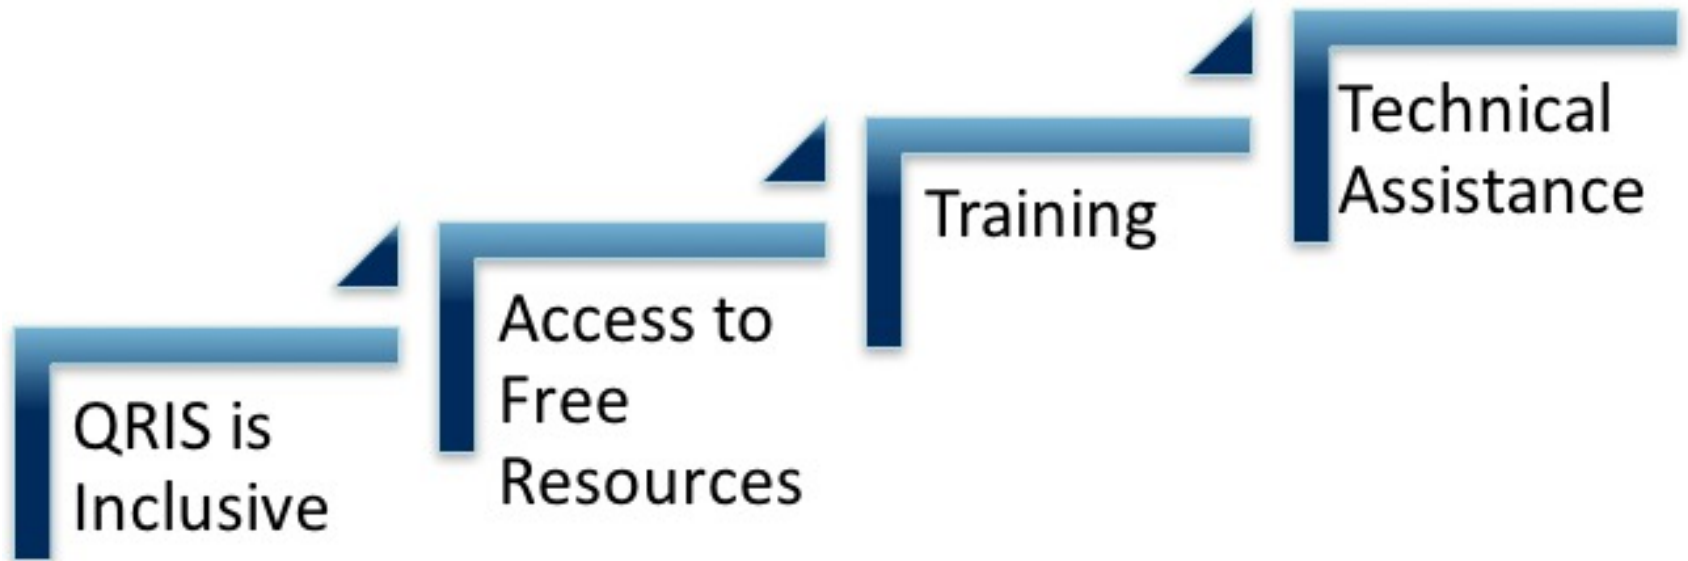 QRIS is
Inclusive
Access to
Free
Resources
Training
Technical
Assistance